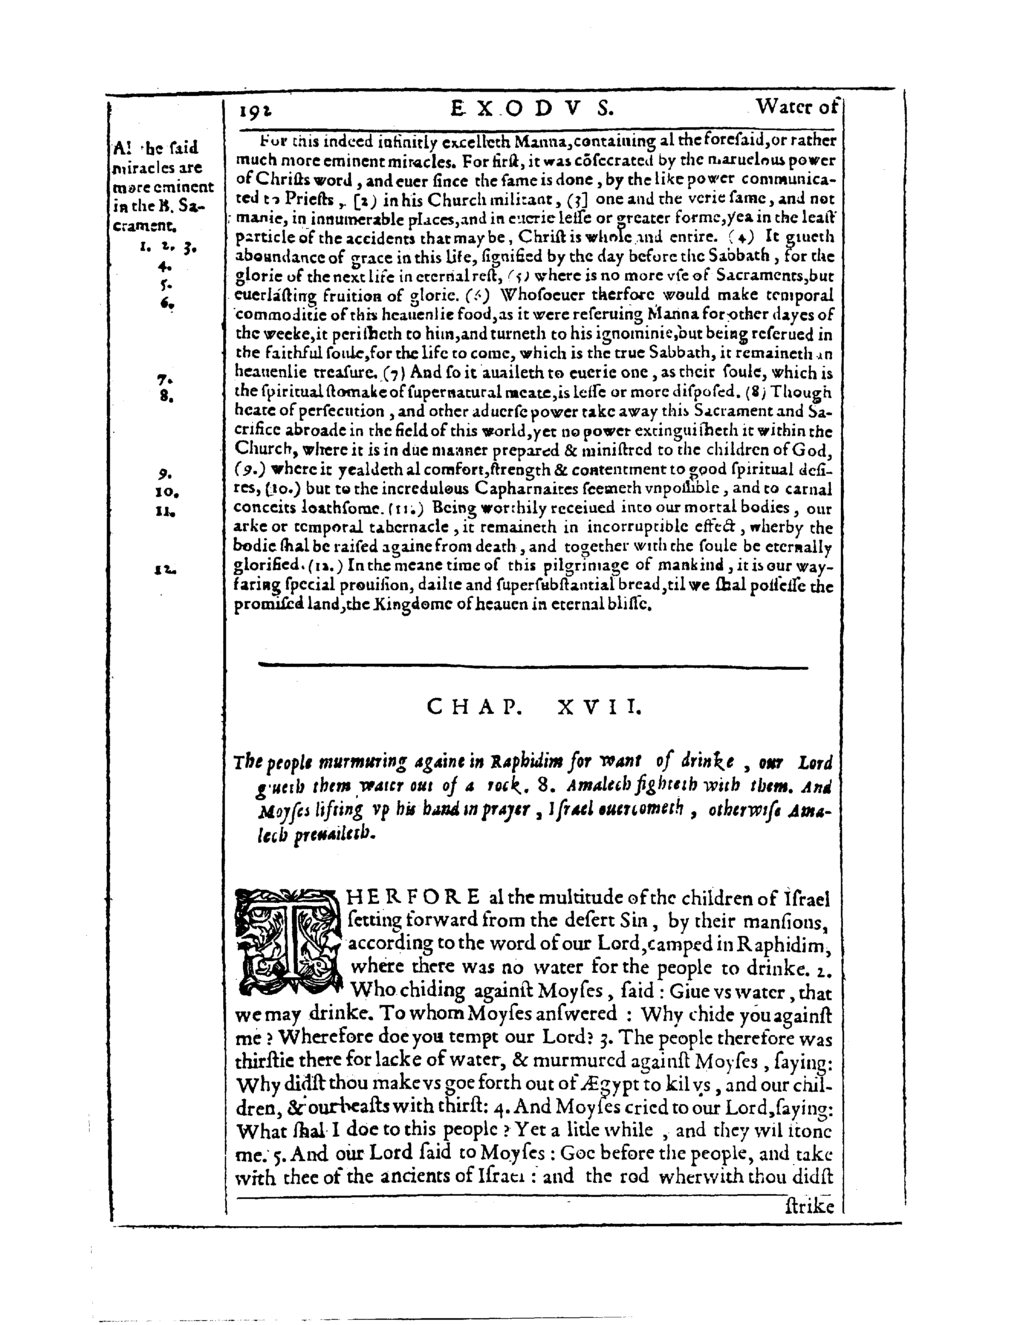 192 EXODVS. Water of
Al the ſaid
miracles are
more eminent
in the B. Sa-
crament.
1. 2. 3.
4.
5.
6.
7.
8.
9.
10.
11.
12.
For this indeed infinitly excelleth Manna,containing al the foreſaid,or rather
much more eminent miracles. For firſt, it was cõſecrated by the maruelous power
of Chriſts word , and euer ſince the ſame is done , by the like power communica-
ted to Prieſts , [2] in his Church militant , (3] one and the verie ſame, and not
manie, in innumerable places,and in euerie leſſe or greater forme,yea in the leaſt
particle of the accidents that may be , Chriſt is whole and entire. (4) It giueth
aboundance of grace in this life, ſignified by the day before the Sabbath , for the
glorie of the next life in eternal reſt, (5) where is no more vſe of Sacraments,but
euerlaſting fruition of glorie. (6) Whoſoeuer therfore would make temporal
commoditie of this heauenlie food,as it were reſeruing Manna for other dayes of
the weeke,it periſheth to him,and turneth to his ignominie,but being reſerued in
the faithful ſoule,for the life to come, which is the true Sabbath, it remaineth an
heauenlie treaſure. (7) And ſo it auaileth to euerie one , as their ſoule, which is
the ſpiritual ſtomake of ſupernatural meate,is leſſe or more diſpoſed. (8) Though
heate of perſecution , and other aduerſe power take away this Sacrament and Sa-
crifice abroade in the field of this world,yet no power extinguiſheth it within the
Church, where it is in due manner prepared & miniſtred to the children of God,
(9.) where it yealdeth al comfort,ſtrength & contentment to good ſpiritual deſi-
res, (10.) but to the incredulous Capharnaites ſeemeth vnpoſſible , and to carnal
conceits loathſome. (11.) Being worthily receiued into our mortal bodies , our
arke or temporal tabernacle , it remaineth in incorruptible effect , wherby the
bodie ſhal be raiſed againe from death , and together with the ſoule be eternally
glorified. (12.) In the meane time of this pilgrimage of mankind , it is our way-
faring ſpecial prouiſion, dailie and ſuperſubſtantial bread,til we ſhal poſſeſſe the
promiſed land,the Kingdome of heauen in eternal bliſſe.
CHAP. XVII.
The people murmuring againe in Raphidim for want of drinke , our Lord
giueth them water out of a rock. 8. Amalech fighteth with them. And
Moyſes lifting vp his hand in prayer , Iſrael ouercometh , otherwiſe Ama-
lech preuaileth.
THERFORE al the multitude of the children of Iſrael
ſetting forward from the deſert Sin , by their manſions,
according to the word of our Lord,camped in Raphidim,
where there was no water for the people to drinke. 2.
Who chiding againſt Moyſes , ſaid : Giue vs water , that
we may drinke. To whom Moyſes anſwered : Why chide you againſt
me ? Wherefore doe you tempt our Lord? 3. The people therefore was
thirſtie there for lacke of water, & murmured againſt Moyſes , ſaying:
Why didſt thou make vs goe forth out of Ægypt to kil vs , and our chil-
dren, & our beaſts with thirſt: 4. And Moyſes cried to our Lord,ſaying:
What ſhal I doe to this people ? Yet a litle while , and they wil ſtone
me. 5. And our Lord ſaid to Moyſes : Goe before the people, and take
with thee of the ancients of Iſrael : and the rod wherwith thou didſt
ſtrike